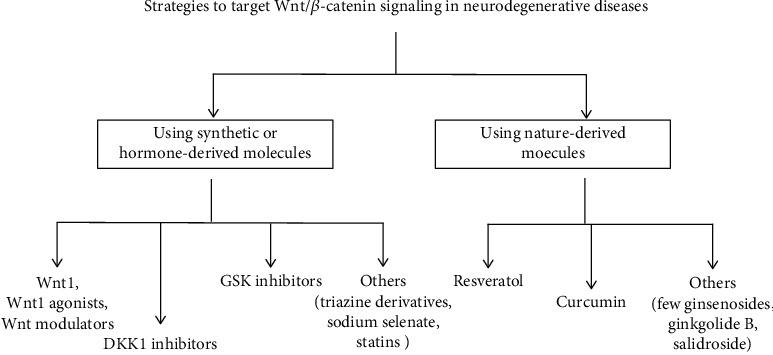 Strategies to target Wnt/β-catenin signaling in neurodegenerative diseases
Using synthetic or
hormone-derived molecules
Using nature-derived
moecules
Wnt1,
Wnt1 agonists,
Wnt modulators
DKK1 inhibitors
GSK inhibitors
Others
(triazine derivatives,
sodium selenate,
statins )
Resveratol
Curcumin
Others
(few ginsenosides,
ginkgolide B,
salidroside)